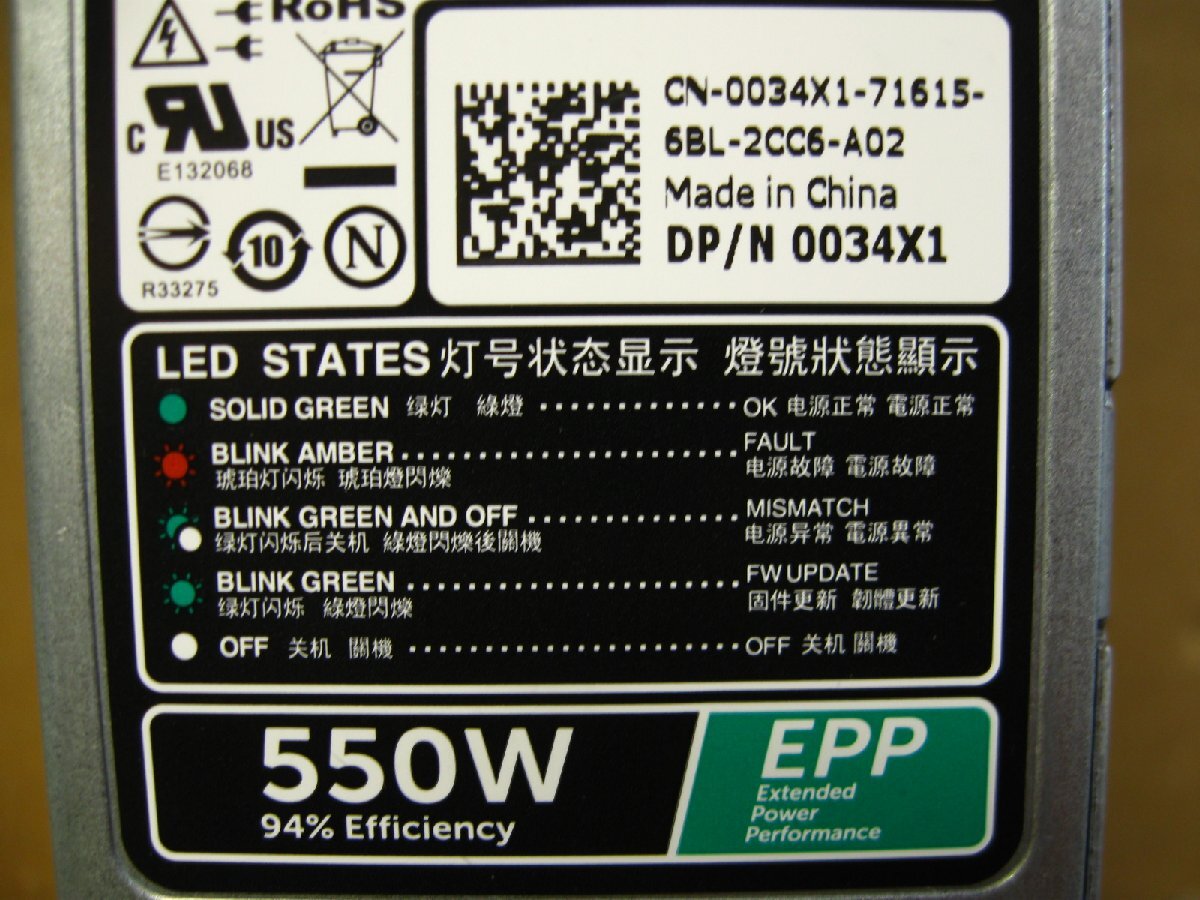 RoHS
C RU US
E132068
R33275
10
N
CN-0034X1-71615-
6BL-2CC6-A02
Made in China
DP/N 0034X1
LED STATES 灯号状态显示 燈號狀態顯示
SOLID GREEN 绿灯 綠燈 ·················· OK 电源正常 電源正常
BLINK AMBER ······························ FAULT
琥珀灯闪烁 琥珀燈閃爍 电源故障 電源故障
BLINK GREEN AND OFF ··················· MISMATCH
绿灯闪烁后关机 綠燈閃爍後關機 电源异常 電源異常
BLINK GREEN ······························ FW UPDATE
绿灯闪烁 綠燈閃爍 固件更新 韌體更新
OFF 关机 關機 ····························· OFF 关机 關機
550W
94% Efficiency
EPP
Extended
Power
Performance